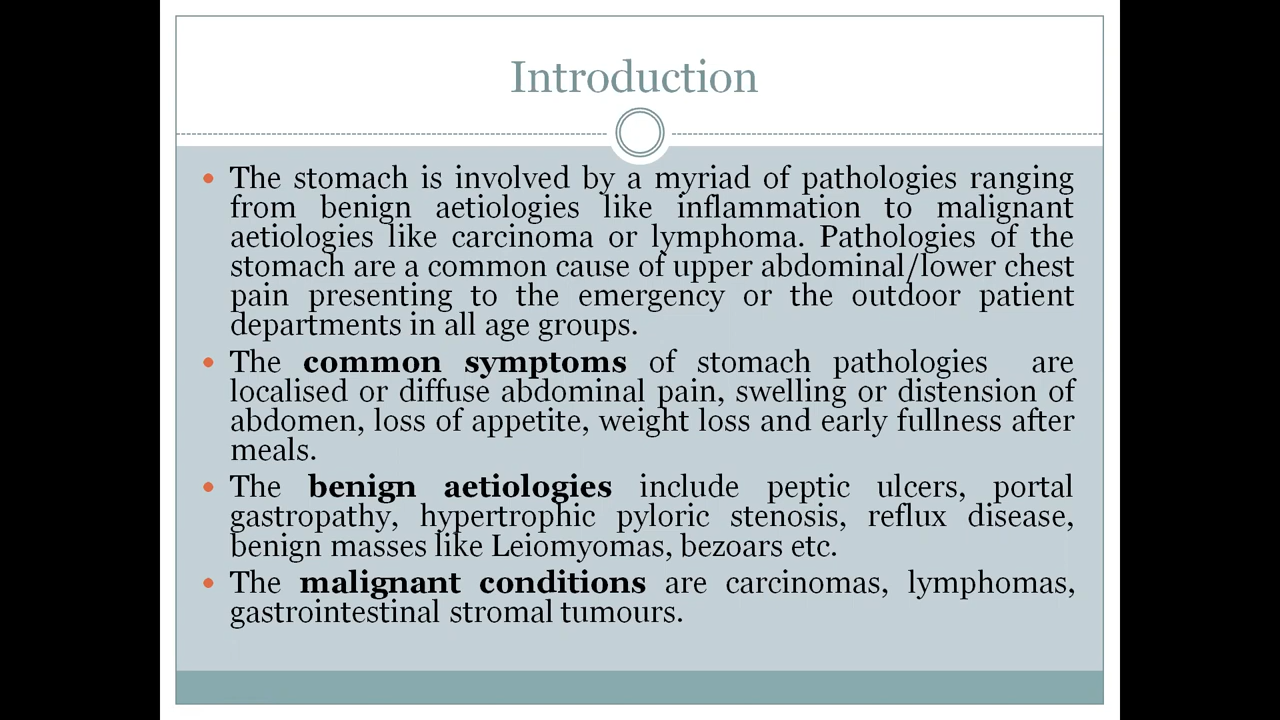 Introduction
• The stomach is involved by a myriad of pathologies ranging
from benign aetiologies like inflammation to malignant
aetiologies like carcinoma or lymphoma. Pathologies of the
stomach are a common cause of upper abdominal/lower chest
pain presenting to the emergency or the outdoor patient
departments in all age groups.
• The common symptoms of stomach pathologies are
localised or diffuse abdominal pain, swelling or distension of
abdomen, loss of appetite, weight loss and early fullness after
meals.
• The benign aetiologies include peptic ulcers, portal
gastropathy, hypertrophic pyloric stenosis, reflux disease,
benign masses like Leiomyomas, bezoars etc.
• The malignant conditions are carcinomas, lymphomas,
gastrointestinal stromal tumours.